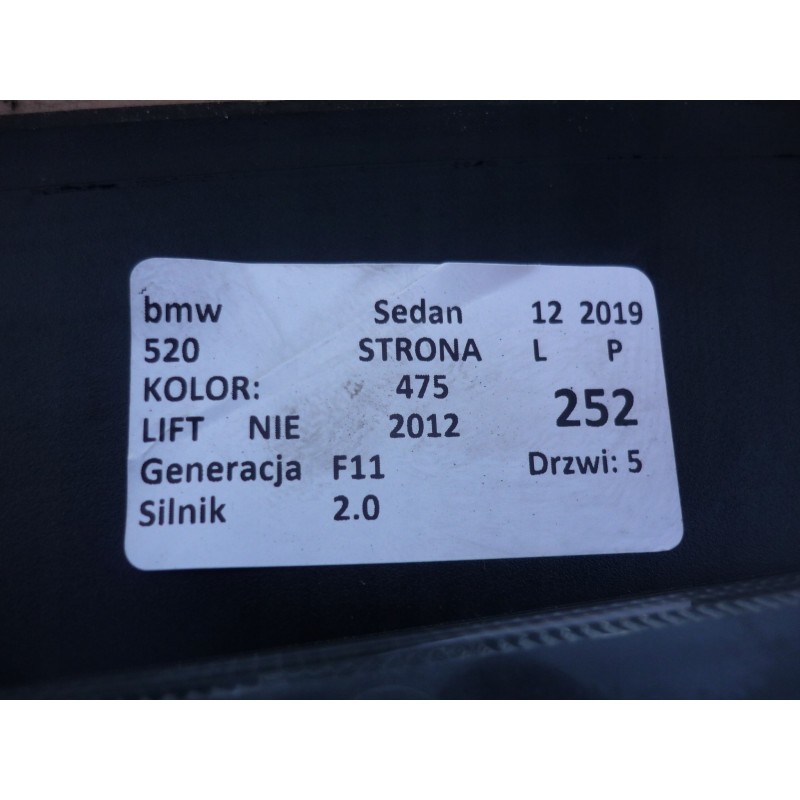 bmw Sedan 12 2019
520 STRONA L P
KOLOR: 475
LIFT NIE 2012 252
Generacja F11 Drzwi: 5
Silnik 2.0